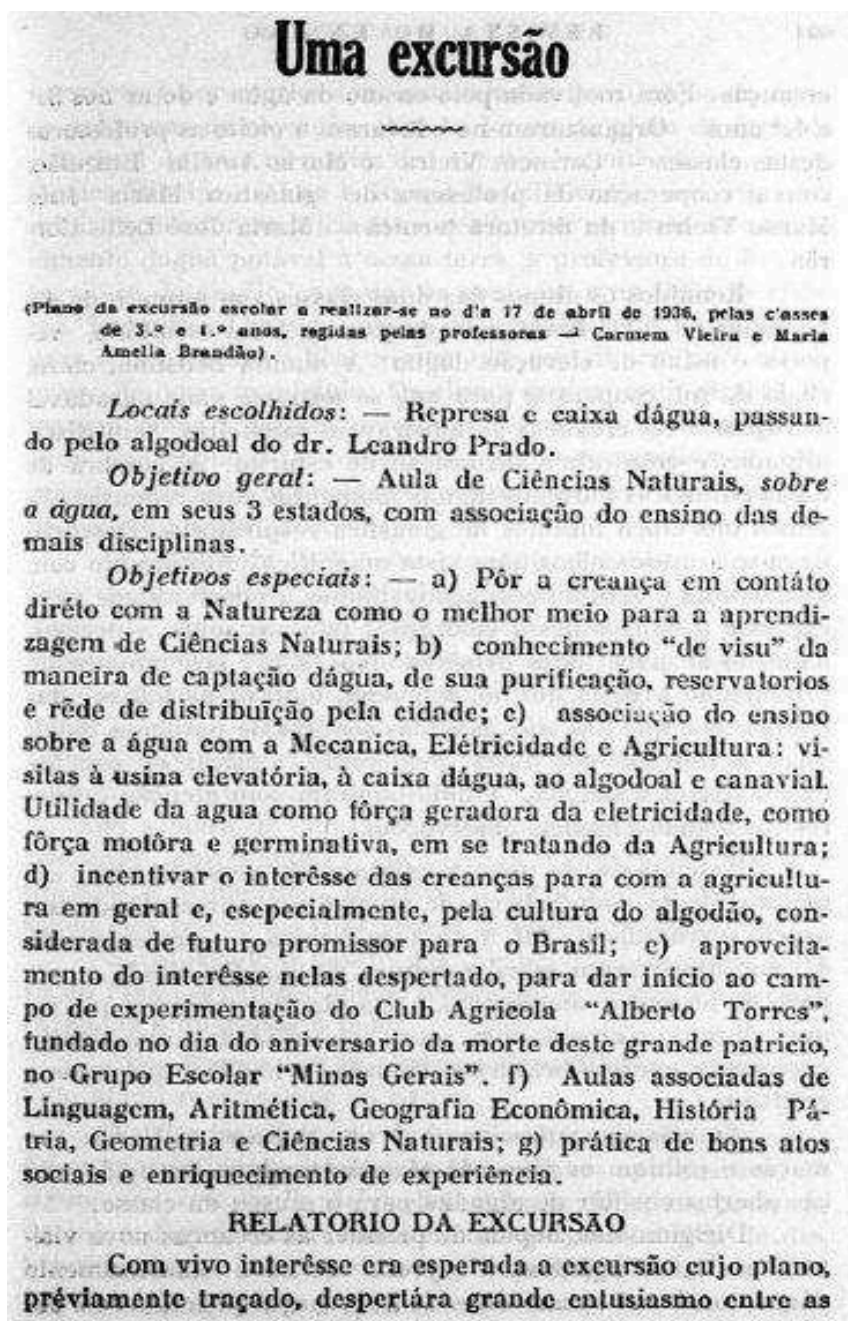 Uma excursão
(Plano da excursão escolar a realizar-se no d'a 17 de abril de 1936, pelas c'asses
de 3.º e 4.º anos, regidas pelas professoras — Carmem Vieira e Maria
Amelia Brandão).
Locais escolhidos: — Represa e caixa dágua, passan-
do pelo algodoal do dr. Leandro Prado.
Objetivo geral: — Aula de Ciências Naturais, sobre
a água, em seus 3 estados, com associação do ensino das de-
mais disciplinas.
Objetivos especiais: — a) Pôr a creança em contáto
diréto com a Natureza como o melhor meio para a aprendi-
zagem de Ciências Naturais; b) conhecimento "de visu" da
maneira de captação dágua, de sua purificação, reservatorios
e rêde de distribuição pela cidade; c) associação do ensino
sobre a água com a Mecanica, Elétricidade e Agricultura: vi-
sitas à usina elevatória, à caixa dágua, ao algodoal e canavial.
Utilidade da agua como fôrça geradora da eletricidade, como
fôrça motôra e germinativa, em se tratando da Agricultura;
d) incentivar o interêsse das creanças para com a agricultu-
ra em geral e, esepecialmente, pela cultura do algodão, con-
siderada de futuro promissor para o Brasil; e) aproveita-
mento do interêsse nelas despertado, para dar início ao cam-
po de experimentação do Club Agricola "Alberto Torres",
fundado no dia do aniversario da morte deste grande patricio,
no Grupo Escolar "Minas Gerais". f) Aulas associadas de
Linguagem, Aritmética, Geografia Econômica, História Pá-
tria, Geometria e Ciências Naturais; g) prática de bons atos
sociais e enriquecimento de experiência.
RELATORIO DA EXCURSÃO
Com vivo interêsse era esperada a excursão cujo plano,
préviamente traçado, despertára grande entusiasmo entre as